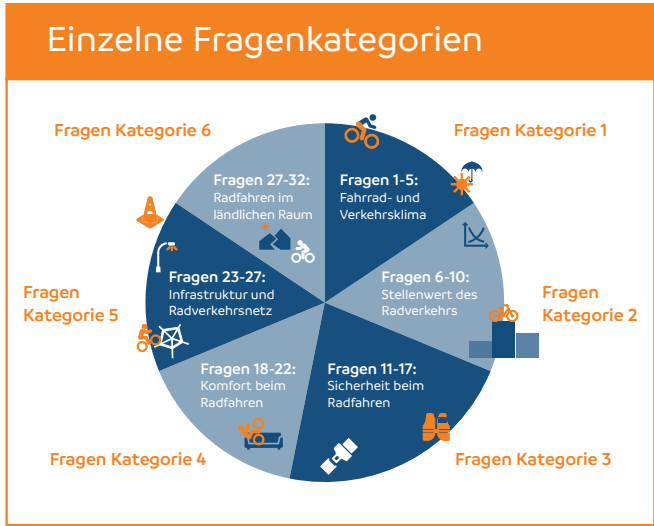 Einzelne Fragenkategorien
Fragen Kategorie 6
Fragen Kategorie 1
Fragen 27-32:
Radfahren im
ländlichen Raum
Fragen 1-5:
Fahrrad- und
Verkehrsklima
Fragen 23-27:
Infrastruktur und
Radverkehrsnetz
Fragen 6-10:
Stellenwert des
Radverkehrs
Fragen
Kategorie 5
Fragen
Kategorie 2
Fragen 18-22:
Komfort beim
Radfahren
Fragen 11-17:
Sicherheit beim
Radfahren
Fragen Kategorie 4
Fragen Kategorie 3